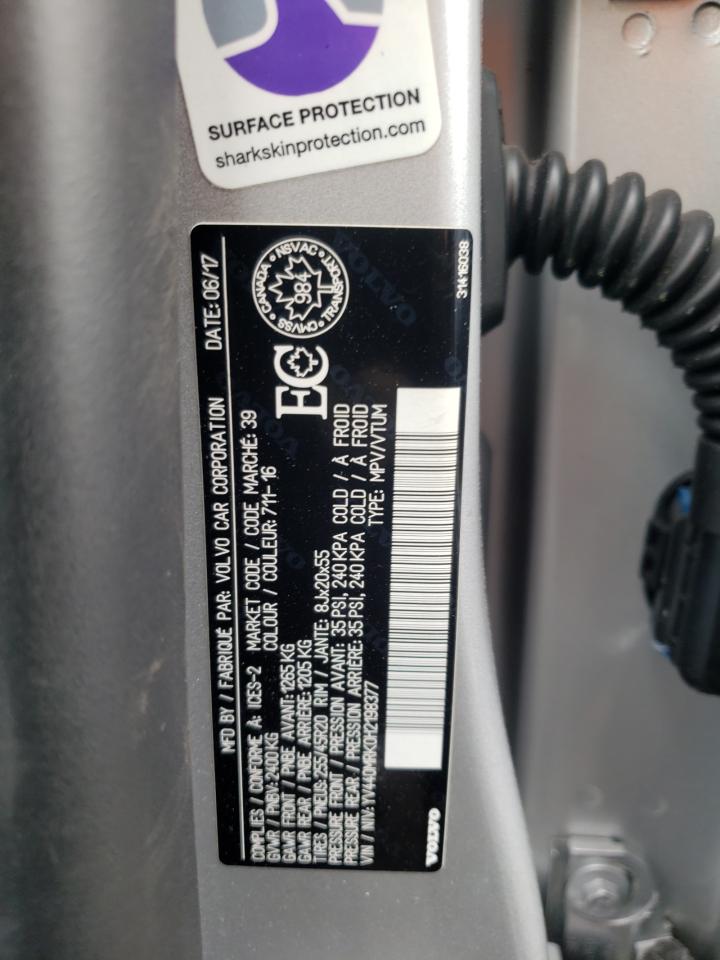 SURFACE PROTECTION
sharkskinprotection.com
MFD BY / FABRIQUÉ PAR: VOLVO CAR CORPORATION DATE: 06/17
COMPLIES / CONFORME À: ICES-2 MARKET CODE / CODE MARCHÉ: 39
GVWR / PNBV: 2400 KG COLOUR / COULEUR: 711-16
GAWR FRONT / PNBE AVANT: 1265 KG
GAWR REAR / PNBE ARRIÈRE: 1205 KG
TIRES / PNEUS: 255/45R20 RIM / JANTE: 8Jx20x55
PRESSURE FRONT / PRESSION AVANT: 35 PSI, 240 KPA COLD / À FROID
PRESSURE REAR / PRESSION ARRIÈRE: 35 PSI, 240 KPA COLD / À FROID
VIN / NIV: YV440MRK0H2198377 TYPE: MPV/VTUM
CANADA • NSVAC • TRANSPORT • CMVSS
984
EC
VOLVO
31416038
VOLVO